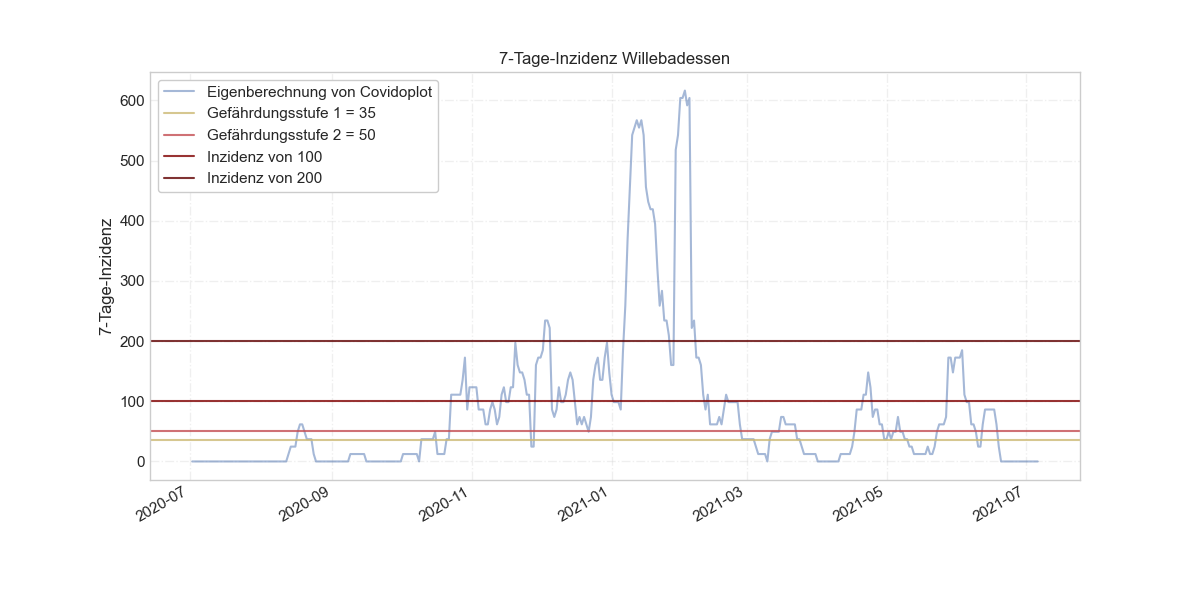 7-Tage-Inzidenz Willebadessen
Eigenberechnung von Covidoplot
Gefährdungsstufe 1 = 35
Gefährdungsstufe 2 = 50
Inzidenz von 100
Inzidenz von 200
7-Tage-Inzidenz
600
500
400
300
200
100
0
2020-07
2020-09
2020-11
2021-01
2021-03
2021-05
2021-07